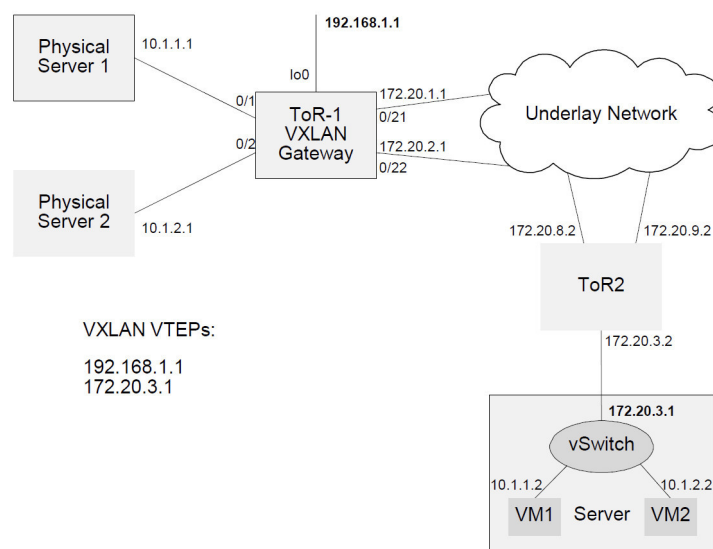 192.168.1.1
Physical
Server 1
10.1.1.1
lo0
0/1
ToR-1
VXLAN
Gateway
172.20.1.1
0/21
Underlay Network
0/2
172.20.2.1
0/22
Physical
Server 2
10.1.2.1
172.20.8.2
172.20.9.2
ToR2
VXLAN VTEPs:
192.168.1.1
172.20.3.1
172.20.3.2
172.20.3.1
vSwitch
10.1.1.2
10.1.2.2
VM1
Server
VM2